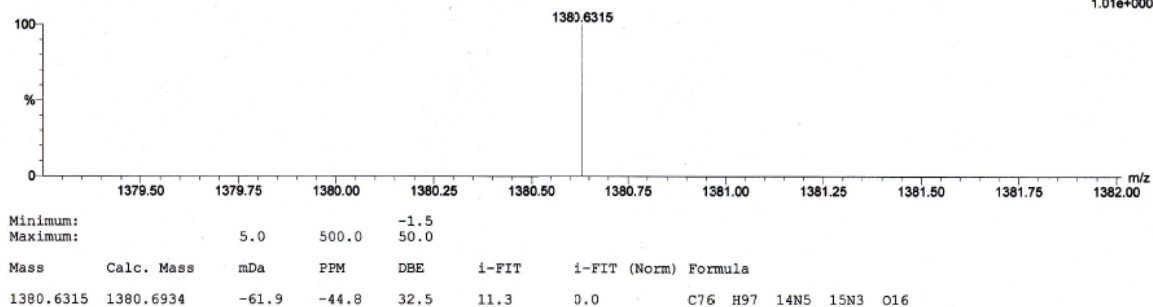 1.01e+000
1380.6315
100
%
0
1379.50 1379.75 1380.00 1380.25 1380.50 1380.75 1381.00 1381.25 1381.50 1381.75 1382.00 m/z
Minimum: -1.5
Maximum: 5.0 500.0 50.0
Mass Calc. Mass mDa PPM DBE i-FIT i-FIT (Norm) Formula
1380.6315 1380.6934 -61.9 -44.8 32.5 11.3 0.0 C76 H97 14N5 15N3 O16